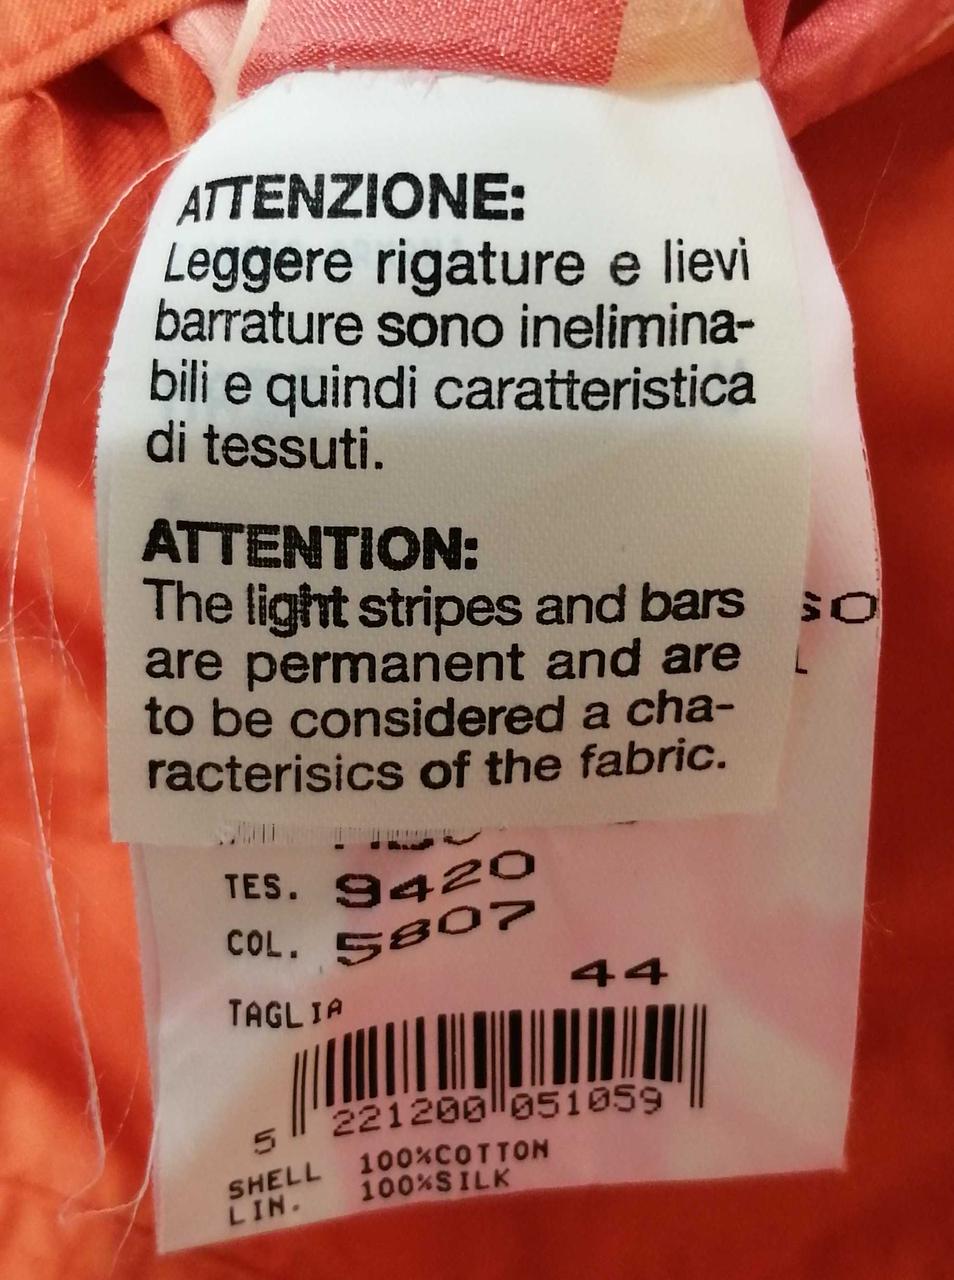 ATTENZIONE:
Leggere rigature e lievi
barrature sono inelimina-
bili e quindi caratteristica
di tessuti.
ATTENTION:
The light stripes and bars
are permanent and are
to be considered a cha-
racterisics of the fabric.
SO
TES. 9420
COL. 5807
44
TAGLIA
5 221200 051059
SHELL 100%COTTON
LIN. 100%SILK